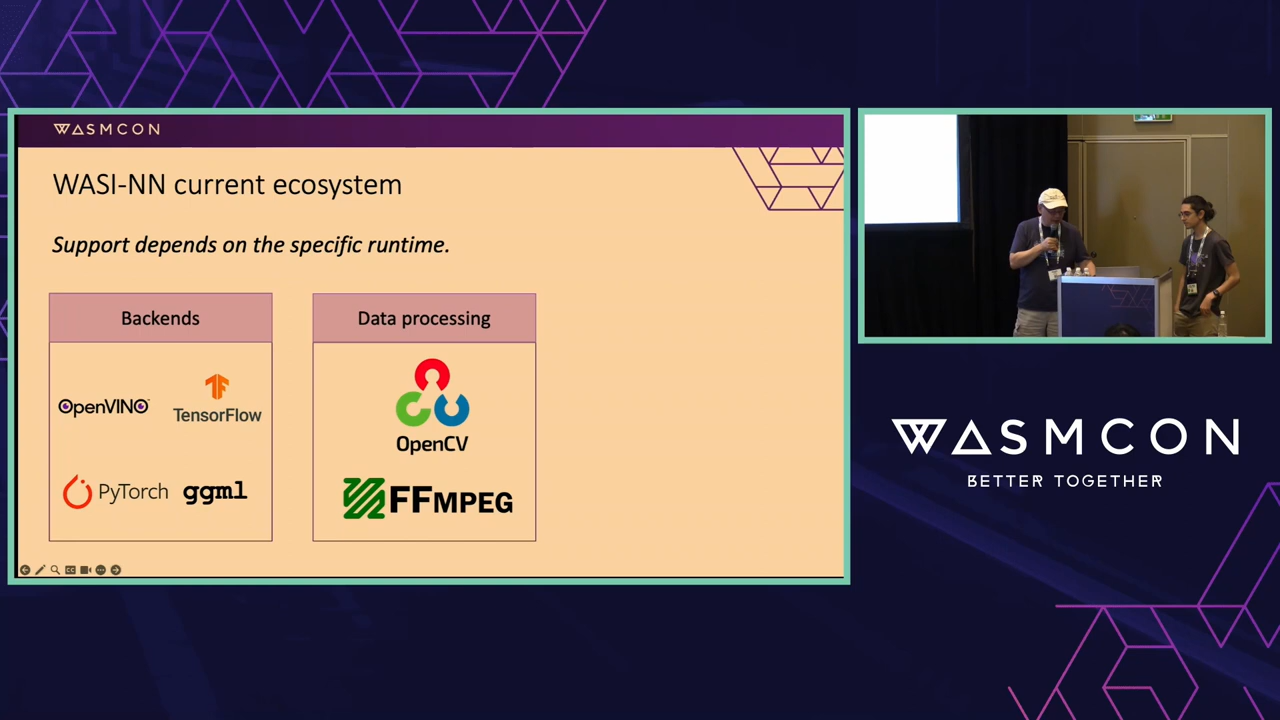 WASMCON
WASI-NN current ecosystem
Support depends on the specific runtime.
Backends
OpenVINO
TensorFlow
PyTorch
ggml
Data processing
OpenCV
FFMPEG
WASMCON
BETTER TOGETHER